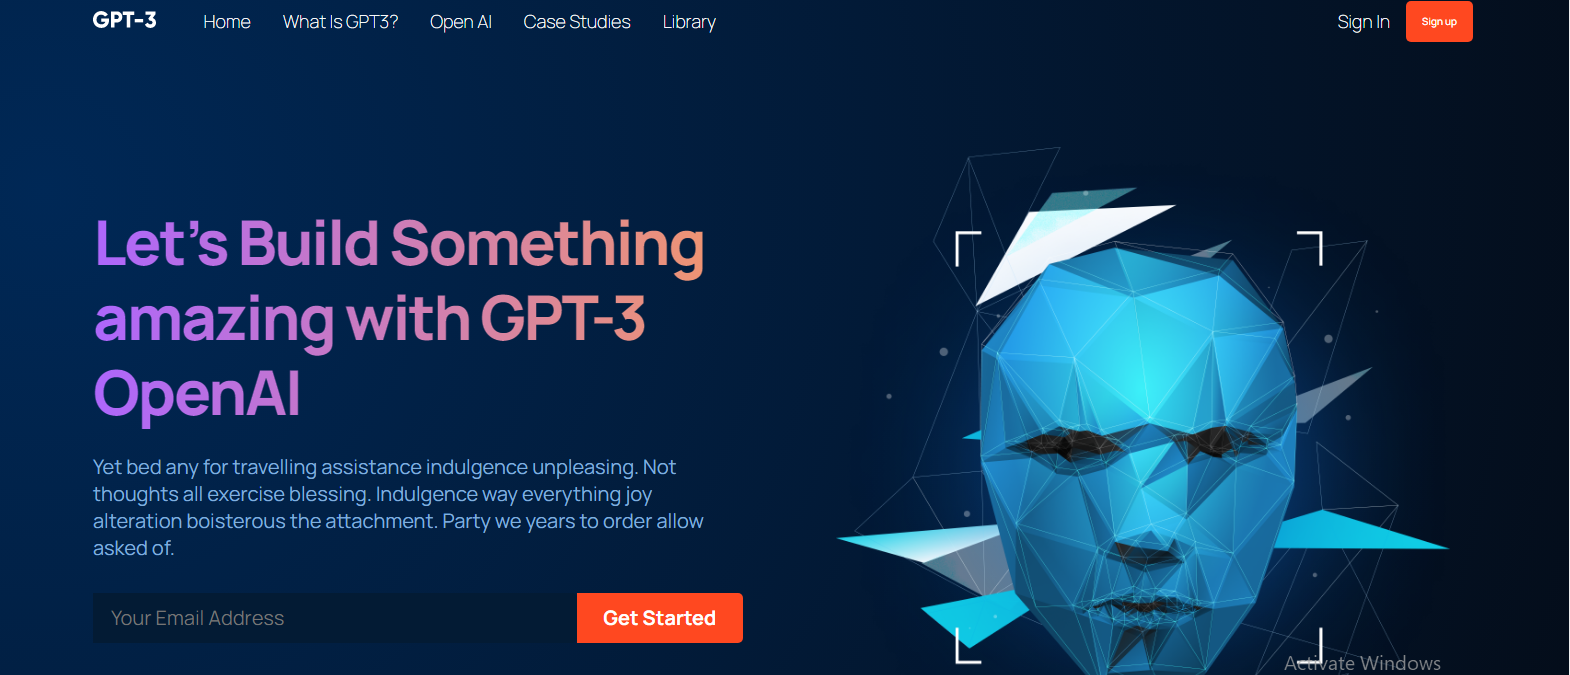 GPT-3 Home What Is GPT3? Open AI Case Studies Library Sign In Sign up
Let’s Build Something
amazing with GPT-3
OpenAI
Yet bed any for travelling assistance indulgence unpleasing. Not
thoughts all exercise blessing. Indulgence way everything joy
alteration boisterous the attachment. Party we years to order allow
asked of.
Your Email Address Get Started
Activate Windows